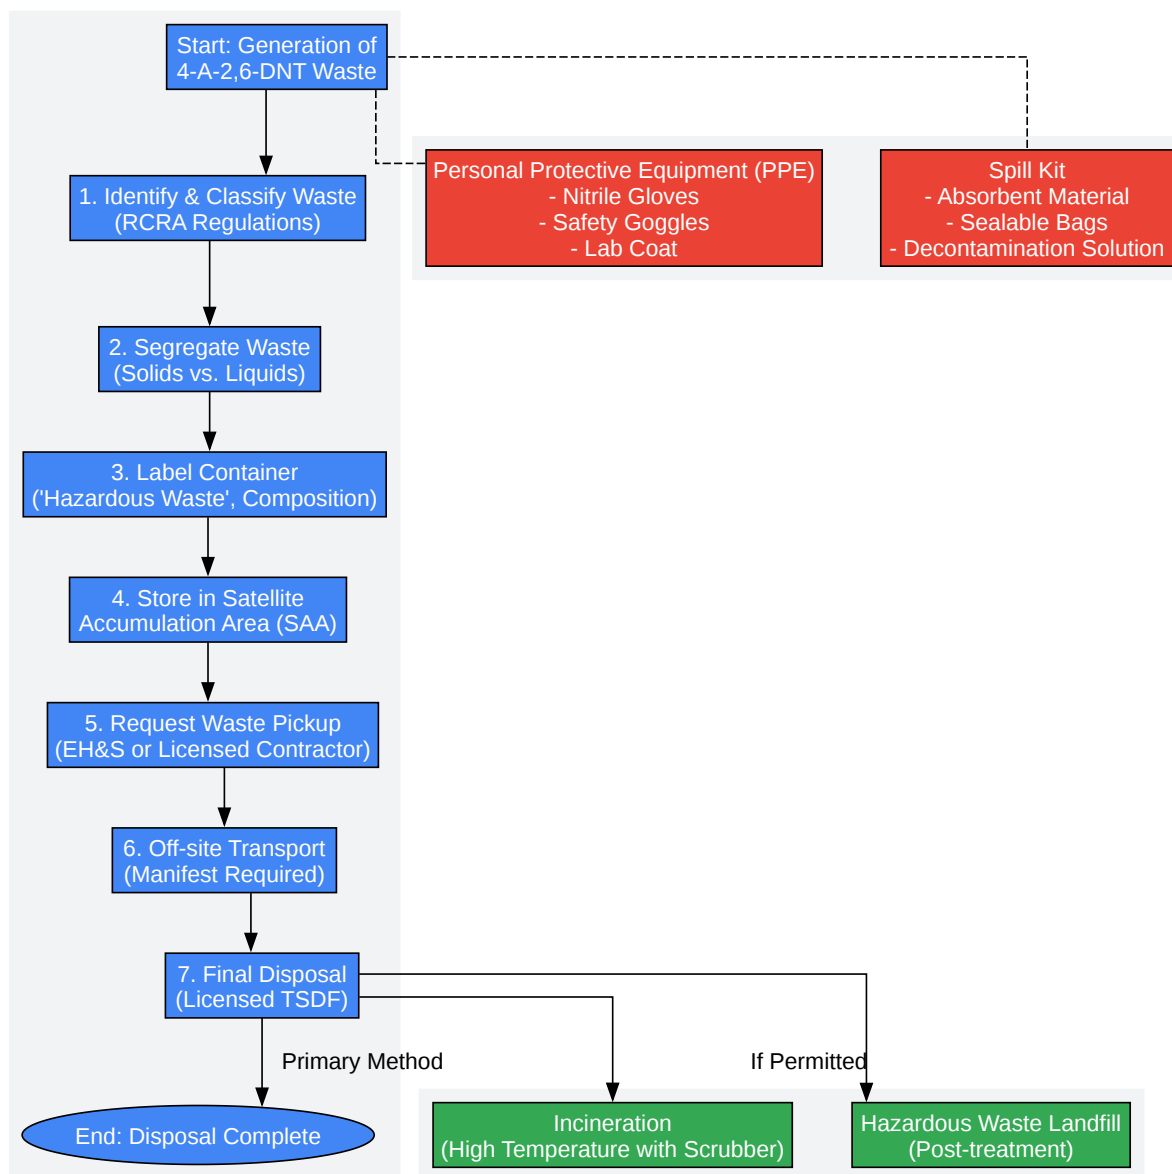 Start: Generation of
4-A-2,6-DNT Waste
Personal Protective Equipment (PPE)
- Nitrile Gloves
- Safety Goggles
- Lab Coat
Spill Kit
- Absorbent Material
- Sealable Bags
- Decontamination Solution
1. Identify & Classify Waste
(RCRA Regulations)
2. Segregate Waste
(Solids vs. Liquids)
3. Label Container
('Hazardous Waste', Composition)
4. Store in Satellite
Accumulation Area (SAA)
5. Request Waste Pickup
(EH&S or Licensed Contractor)
6. Off-site Transport
(Manifest Required)
7. Final Disposal
(Licensed TSDF)
Primary Method
If Permitted
End: Disposal Complete
Incineration
(High Temperature with Scrubber)
Hazardous Waste Landfill
(Post-treatment)